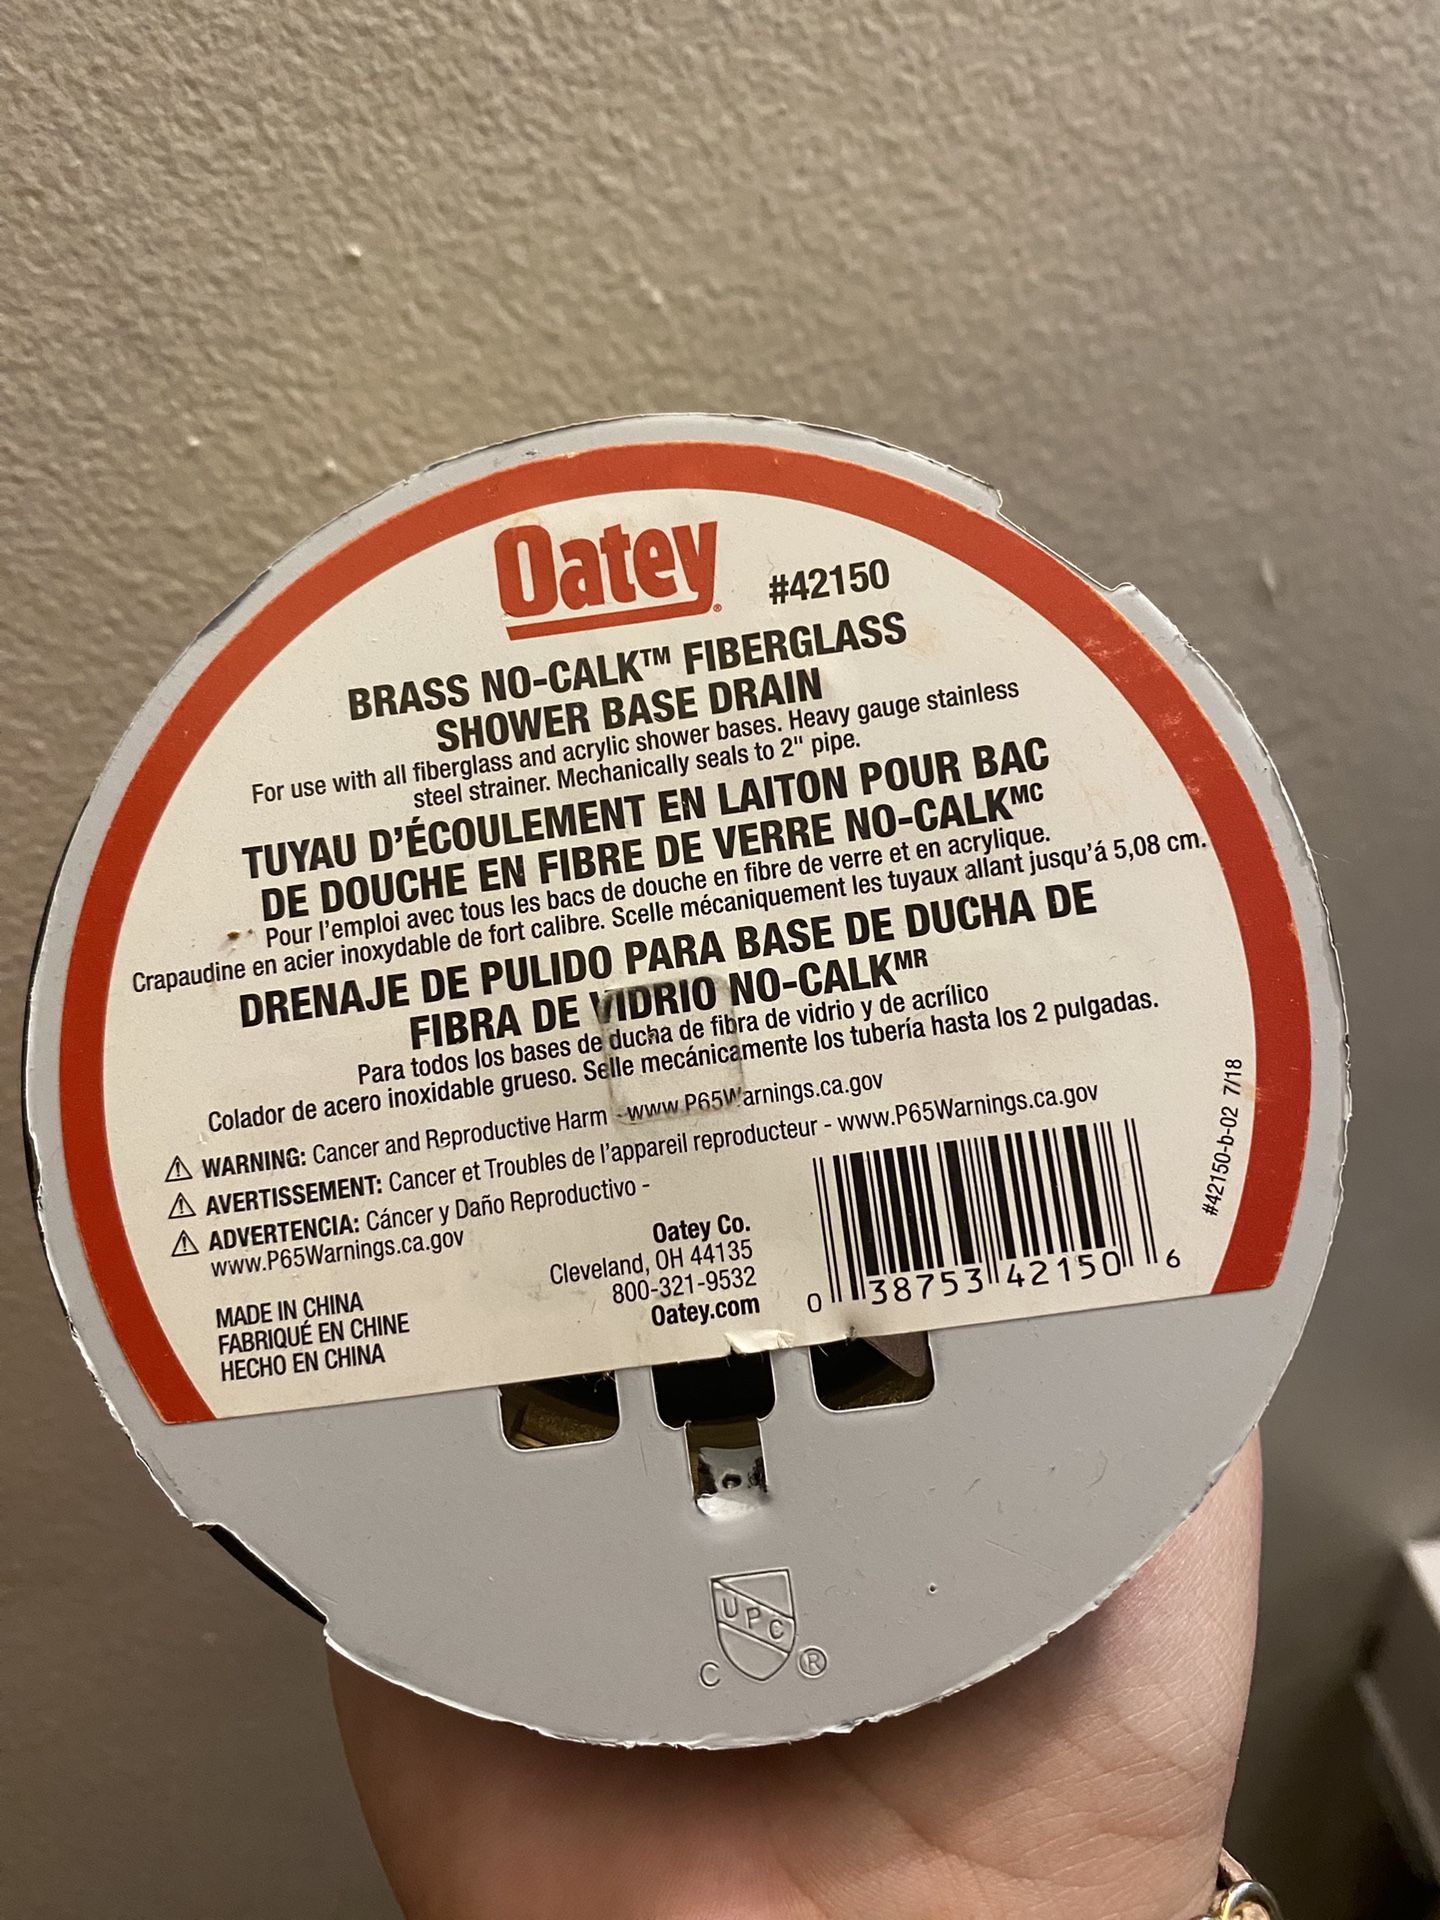 Oatey® #42150
BRASS NO-CALK™ FIBERGLASS
SHOWER BASE DRAIN
For use with all fiberglass and acrylic shower bases. Heavy gauge stainless
steel strainer. Mechanically seals to 2" pipe.
TUYAU D'ÉCOULEMENT EN LAITON POUR BAC
DE DOUCHE EN FIBRE DE VERRE NO-CALKMC
Pour l'emploi avec tous les bacs de douche en fibre de verre et en acrylique.
Crapaudine en acier inoxydable de fort calibre. Scelle mécaniquement les tuyaux allant jusqu'á 5,08 cm.
DRENAJE DE PULIDO PARA BASE DE DUCHA DE
FIBRA DE VIDRIO NO-CALKMR
Para todos los bases de ducha de fibra de vidrio y de acrílico
Colador de acero inoxidable grueso. Selle mecánicamente los tubería hasta los 2 pulgadas.
⚠ WARNING: Cancer and Reproductive Harm - www.P65Warnings.ca.gov
⚠ AVERTISSEMENT: Cancer et Troubles de l'appareil reproducteur - www.P65Warnings.ca.gov
⚠ ADVERTENCIA: Cáncer y Daño Reproductivo -
www.P65Warnings.ca.gov
MADE IN CHINA
FABRIQUÉ EN CHINE
HECHO EN CHINA
Oatey Co.
Cleveland, OH 44135
800-321-9532
Oatey.com
0 38753 42150 6
#42150-b-02 7/18
UPC
C ®